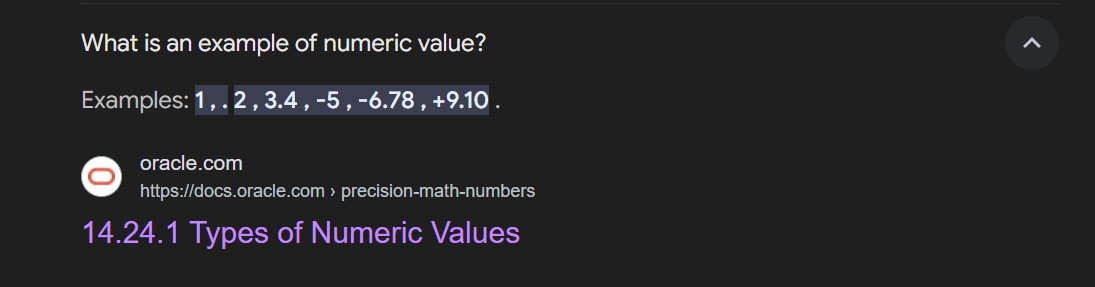 What is an example of numeric value?
Examples: 1 , . 2 , 3.4 , -5 , -6.78 , +9.10 .
oracle.com
https://docs.oracle.com › precision-math-numbers
14.24.1 Types of Numeric Values